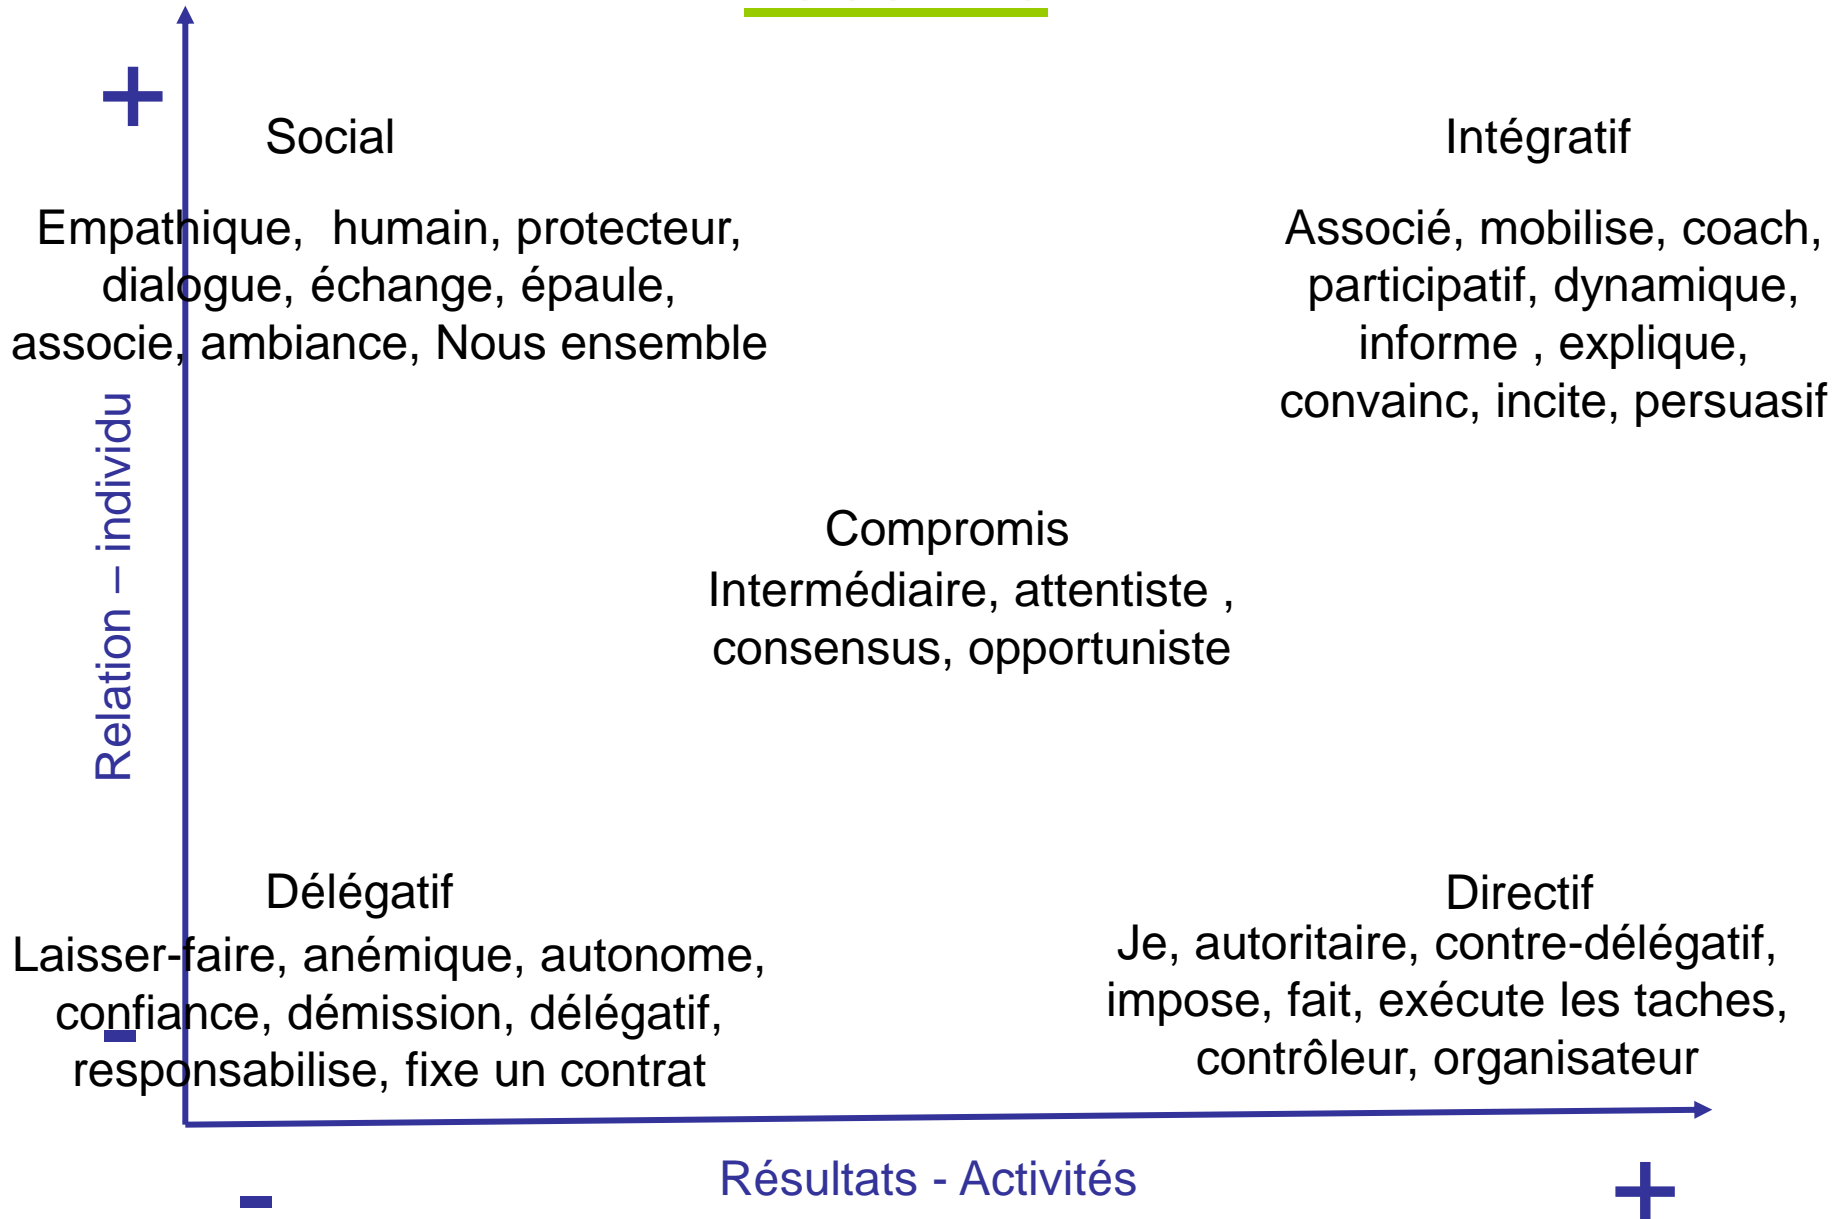 +
Social
Empathique, humain, protecteur,
dialogue, échange, épaule,
associe, ambiance, Nous ensemble
Intégratif
Associé, mobilise, coach,
participatif, dynamique,
informe , explique,
convainc, incite, persuasif
Relation – individu
Compromis
Intermédiaire, attentiste ,
consensus, opportuniste
Délégatif
Laisser-faire, anémique, autonome,
confiance, démission, délégatif,
responsabilise, fixe un contrat
-
Directif
Je, autoritaire, contre-délégatif,
impose, fait, exécute les taches,
contrôleur, organisateur
-
Résultats - Activités
+